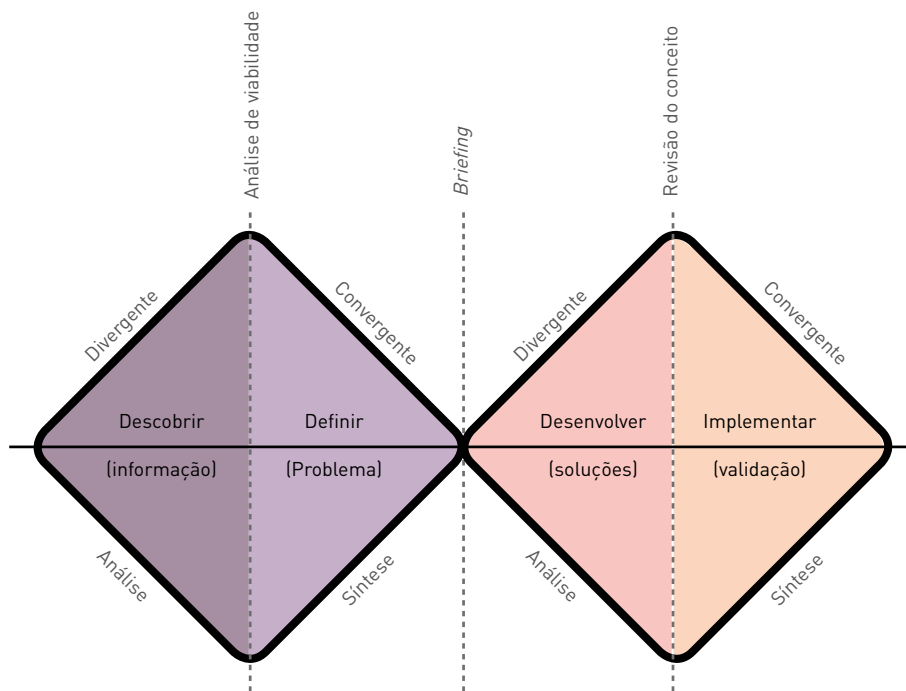 Análise de viabilidade
Briefing
Revisão do conceito
Divergente
Convergente
Divergente
Convergente
Descobrir
Definir
Desenvolver
Implementar
(informação)
(Problema)
(soluções)
(validação)
Análise
Síntese
Análise
Síntese